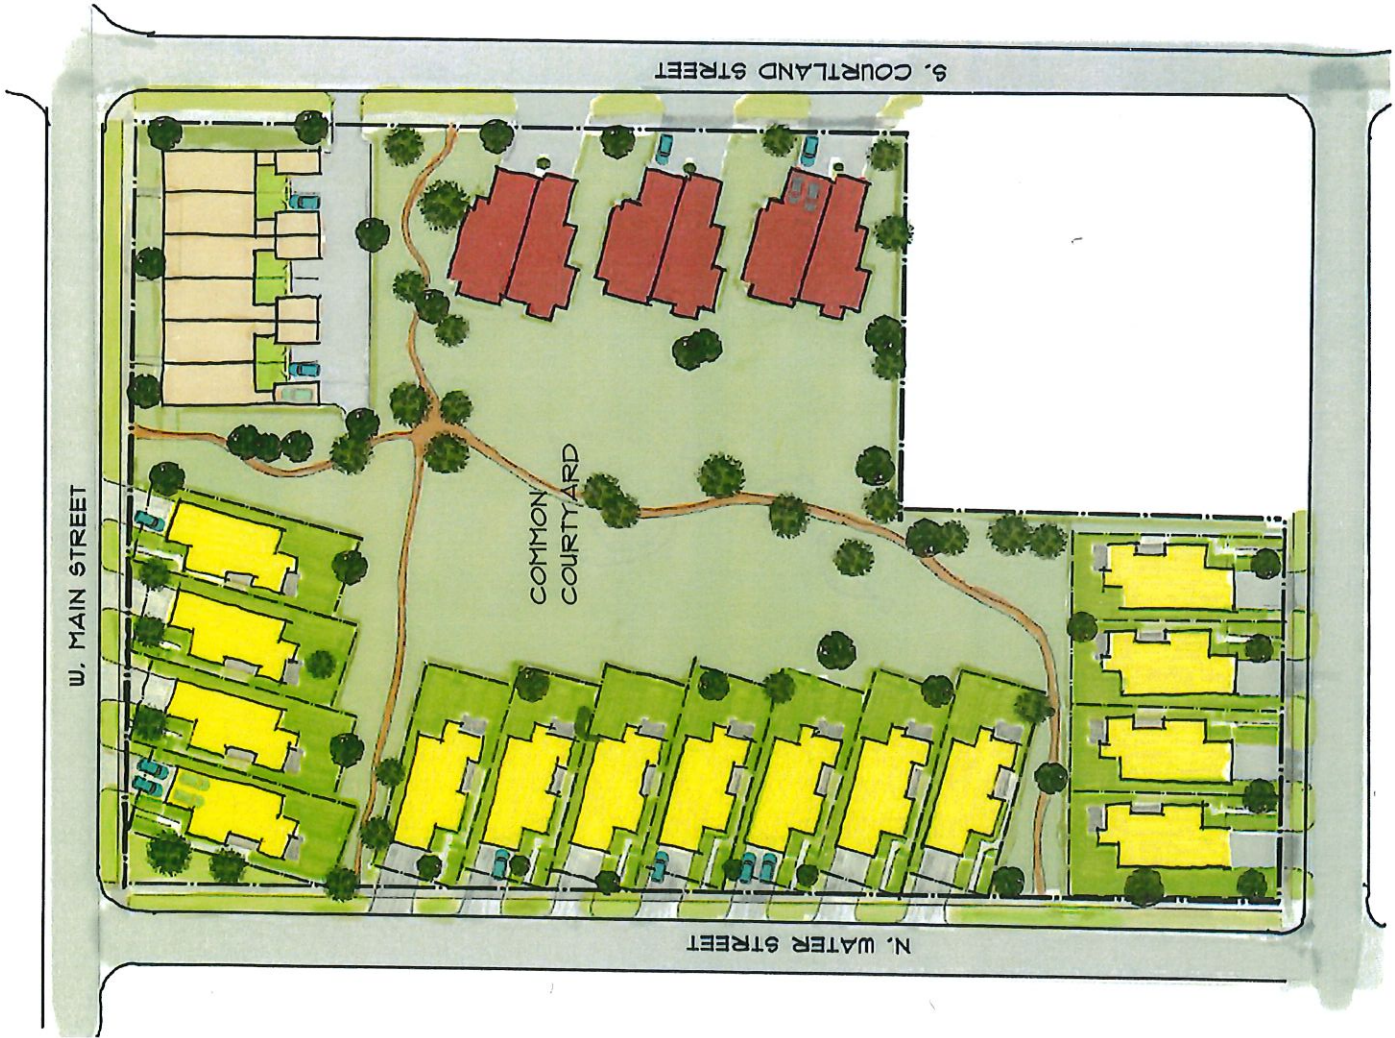 S. COURTLAND STREET
W. MAIN STREET
COMMON
COURTYARD
N. WATER STREET